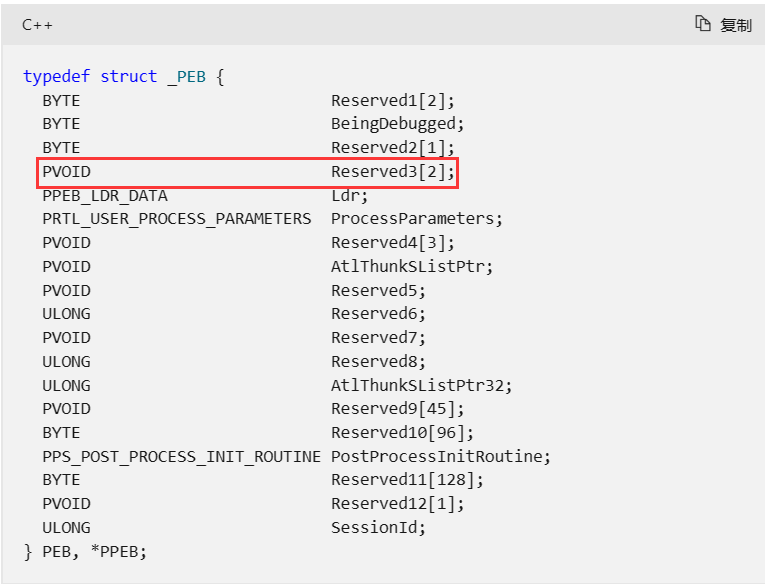 C++ 复制
typedef struct _PEB {
  BYTE                          Reserved1[2];
  BYTE                          BeingDebugged;
  BYTE                          Reserved2[1];
  PVOID                         Reserved3[2];
  PPEB_LDR_DATA                 Ldr;
  PRTL_USER_PROCESS_PARAMETERS  ProcessParameters;
  PVOID                         Reserved4[3];
  PVOID                         AtlThunkSListPtr;
  PVOID                         Reserved5;
  ULONG                         Reserved6;
  PVOID                         Reserved7;
  ULONG                         Reserved8;
  ULONG                         AtlThunkSListPtr32;
  PVOID                         Reserved9[45];
  BYTE                          Reserved10[96];
  PPS_POST_PROCESS_INIT_ROUTINE PostProcessInitRoutine;
  BYTE                          Reserved11[128];
  PVOID                         Reserved12[1];
  ULONG                         SessionId;
} PEB, *PPEB;